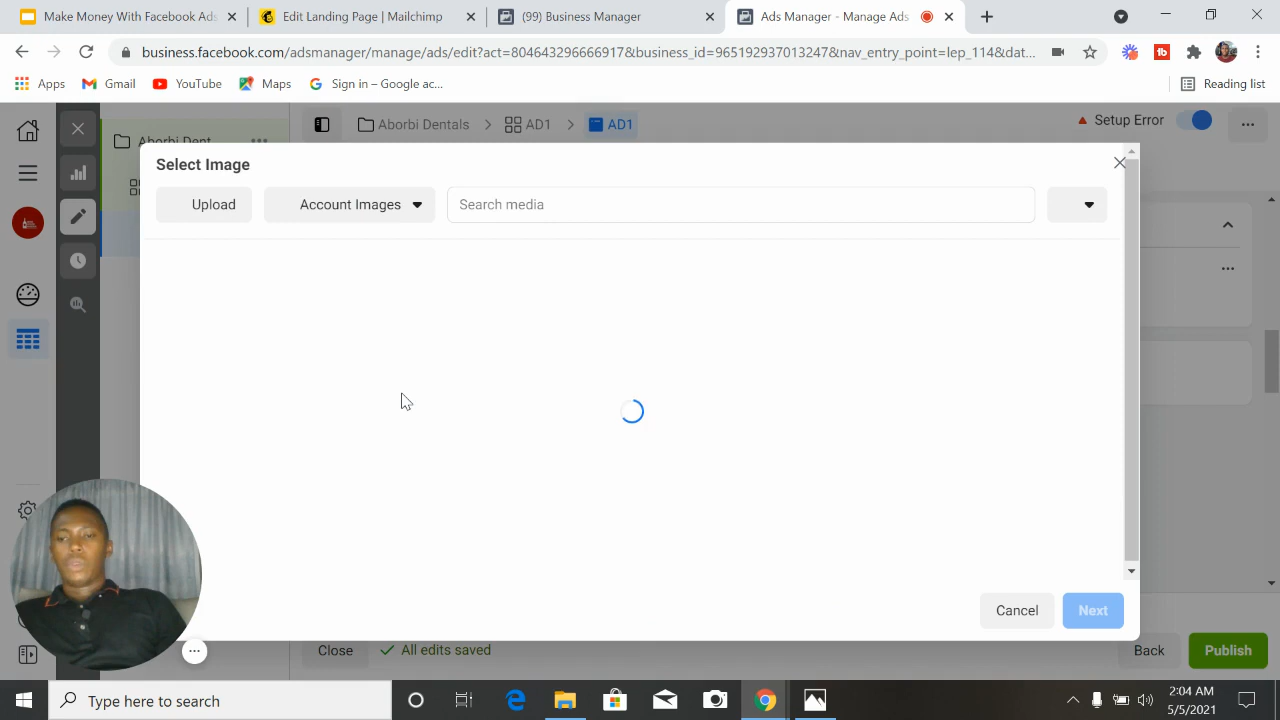 Make Money With Facebook Ads
Edit Landing Page | Mailchimp
(99) Business Manager
Ads Manager - Manage Ads
business.facebook.com/adsmanager/manage/ads/edit?act=804643296666917&business_id=965192937013247&nav_entry_point=lep_114&dat...
Apps
Gmail
YouTube
Maps
Sign in – Google ac...
Reading list
Aborbi Dent
Aborbi Dentals
AD1
AD1
Setup Error
Select Image
Upload
Account Images
Search media
Cancel
Next
Close
All edits saved
Back
Publish
Type here to search
2:04 AM
5/5/2021